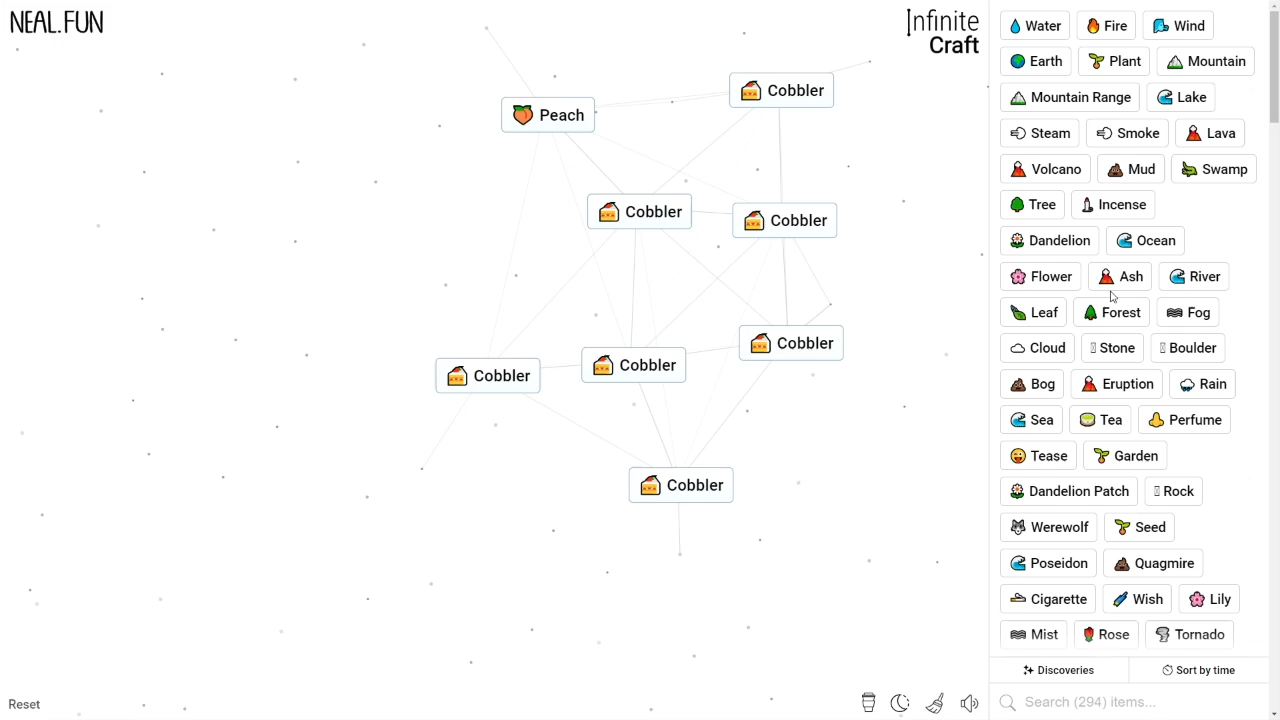 NEAL.FUN
Infinite
Craft
Peach
Cobbler
Cobbler
Cobbler
Cobbler
Cobbler
Cobbler
Cobbler
Reset
Water Fire Wind
Earth Plant Mountain
Mountain Range Lake
Steam Smoke Lava
Volcano Mud Swamp
Tree Incense
Dandelion Ocean
Flower Ash River
Leaf Forest Fog
Cloud Stone Boulder
Bog Eruption Rain
Sea Tea Perfume
Tease Garden
Dandelion Patch Rock
Werewolf Seed
Poseidon Quagmire
Cigarette Wish Lily
Mist Rose Tornado
Discoveries Sort by time
Search (294) items...